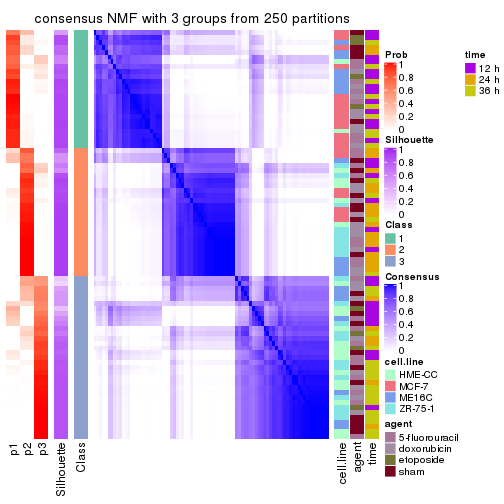 consensus NMF with 3 groups from 250 partitions
Prob
1
0.8
0.6
0.4
0.2
0
time
12 h
24 h
36 h
Silhouette
1
0.8
0.6
0.4
0.2
0
Class
1
2
3
Consensus
1
0.8
0.6
0.4
0.2
0
cell.line
HME-CC
MCF-7
ME16C
ZR-75-1
agent
5-fluorouracil
doxorubicin
etoposide
sham
p1
p2
p3
Silhouette
Class
cell.line
agent
time